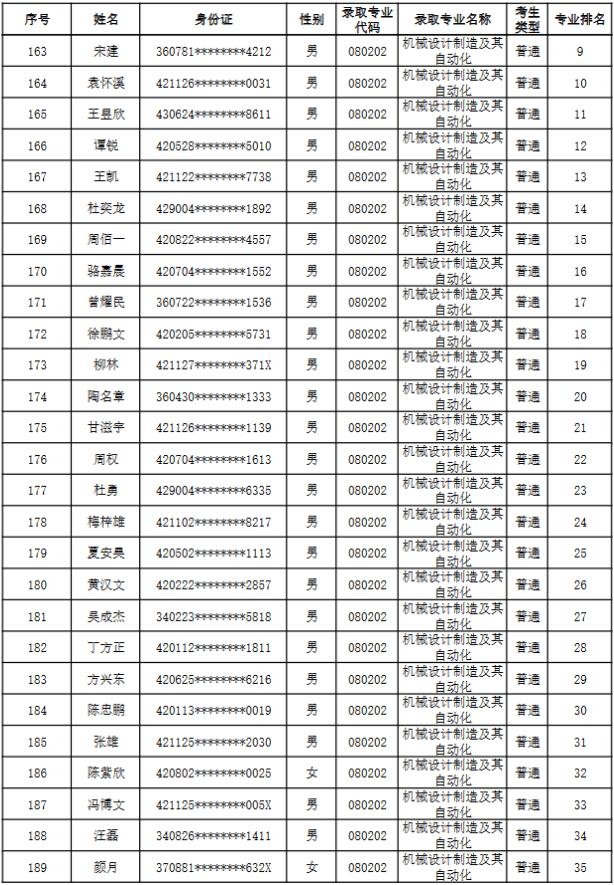 序号 姓名 身份证 性别 录取专业代码 录取专业名称 考生类型 专业排名
163 宋建 360781********4212 男 080202 机械设计制造及其自动化 普通 9
164 袁怀溪 421126********0031 男 080202 机械设计制造及其自动化 普通 10
165 王昱欣 430624********8611 男 080202 机械设计制造及其自动化 普通 11
166 谭锐 420528********5010 男 080202 机械设计制造及其自动化 普通 12
167 王凯 421122********7738 男 080202 机械设计制造及其自动化 普通 13
168 杜奕龙 429004********1892 男 080202 机械设计制造及其自动化 普通 14
169 周佰一 420822********4557 男 080202 机械设计制造及其自动化 普通 15
170 骆嘉晨 420704********1552 男 080202 机械设计制造及其自动化 普通 16
171 曾耀民 360722********1536 男 080202 机械设计制造及其自动化 普通 17
172 徐鹏文 420205********5731 男 080202 机械设计制造及其自动化 普通 18
173 柳林 421127********371X 男 080202 机械设计制造及其自动化 普通 19
174 陶名章 360430********1333 男 080202 机械设计制造及其自动化 普通 20
175 甘滋宇 421126********1139 男 080202 机械设计制造及其自动化 普通 21
176 周权 420704********1613 男 080202 机械设计制造及其自动化 普通 22
177 杜勇 429004********6335 男 080202 机械设计制造及其自动化 普通 23
178 梅梓雄 421102********8217 男 080202 机械设计制造及其自动化 普通 24
179 夏安昊 420502********1113 男 080202 机械设计制造及其自动化 普通 25
180 黄汉文 420222********2857 男 080202 机械设计制造及其自动化 普通 26
181 吴成杰 340223********5818 男 080202 机械设计制造及其自动化 普通 27
182 丁方正 420112********1811 男 080202 机械设计制造及其自动化 普通 28
183 方兴东 420625********6216 男 080202 机械设计制造及其自动化 普通 29
184 陈忠鹏 420113********0019 男 080202 机械设计制造及其自动化 普通 30
185 张雄 421125********2030 男 080202 机械设计制造及其自动化 普通 31
186 陈紫欣 420802********0025 女 080202 机械设计制造及其自动化 普通 32
187 冯博文 421125********005X 男 080202 机械设计制造及其自动化 普通 33
188 汪磊 340826********1411 男 080202 机械设计制造及其自动化 普通 34
189 颜月 370881********632X 女 080202 机械设计制造及其自动化 普通 35